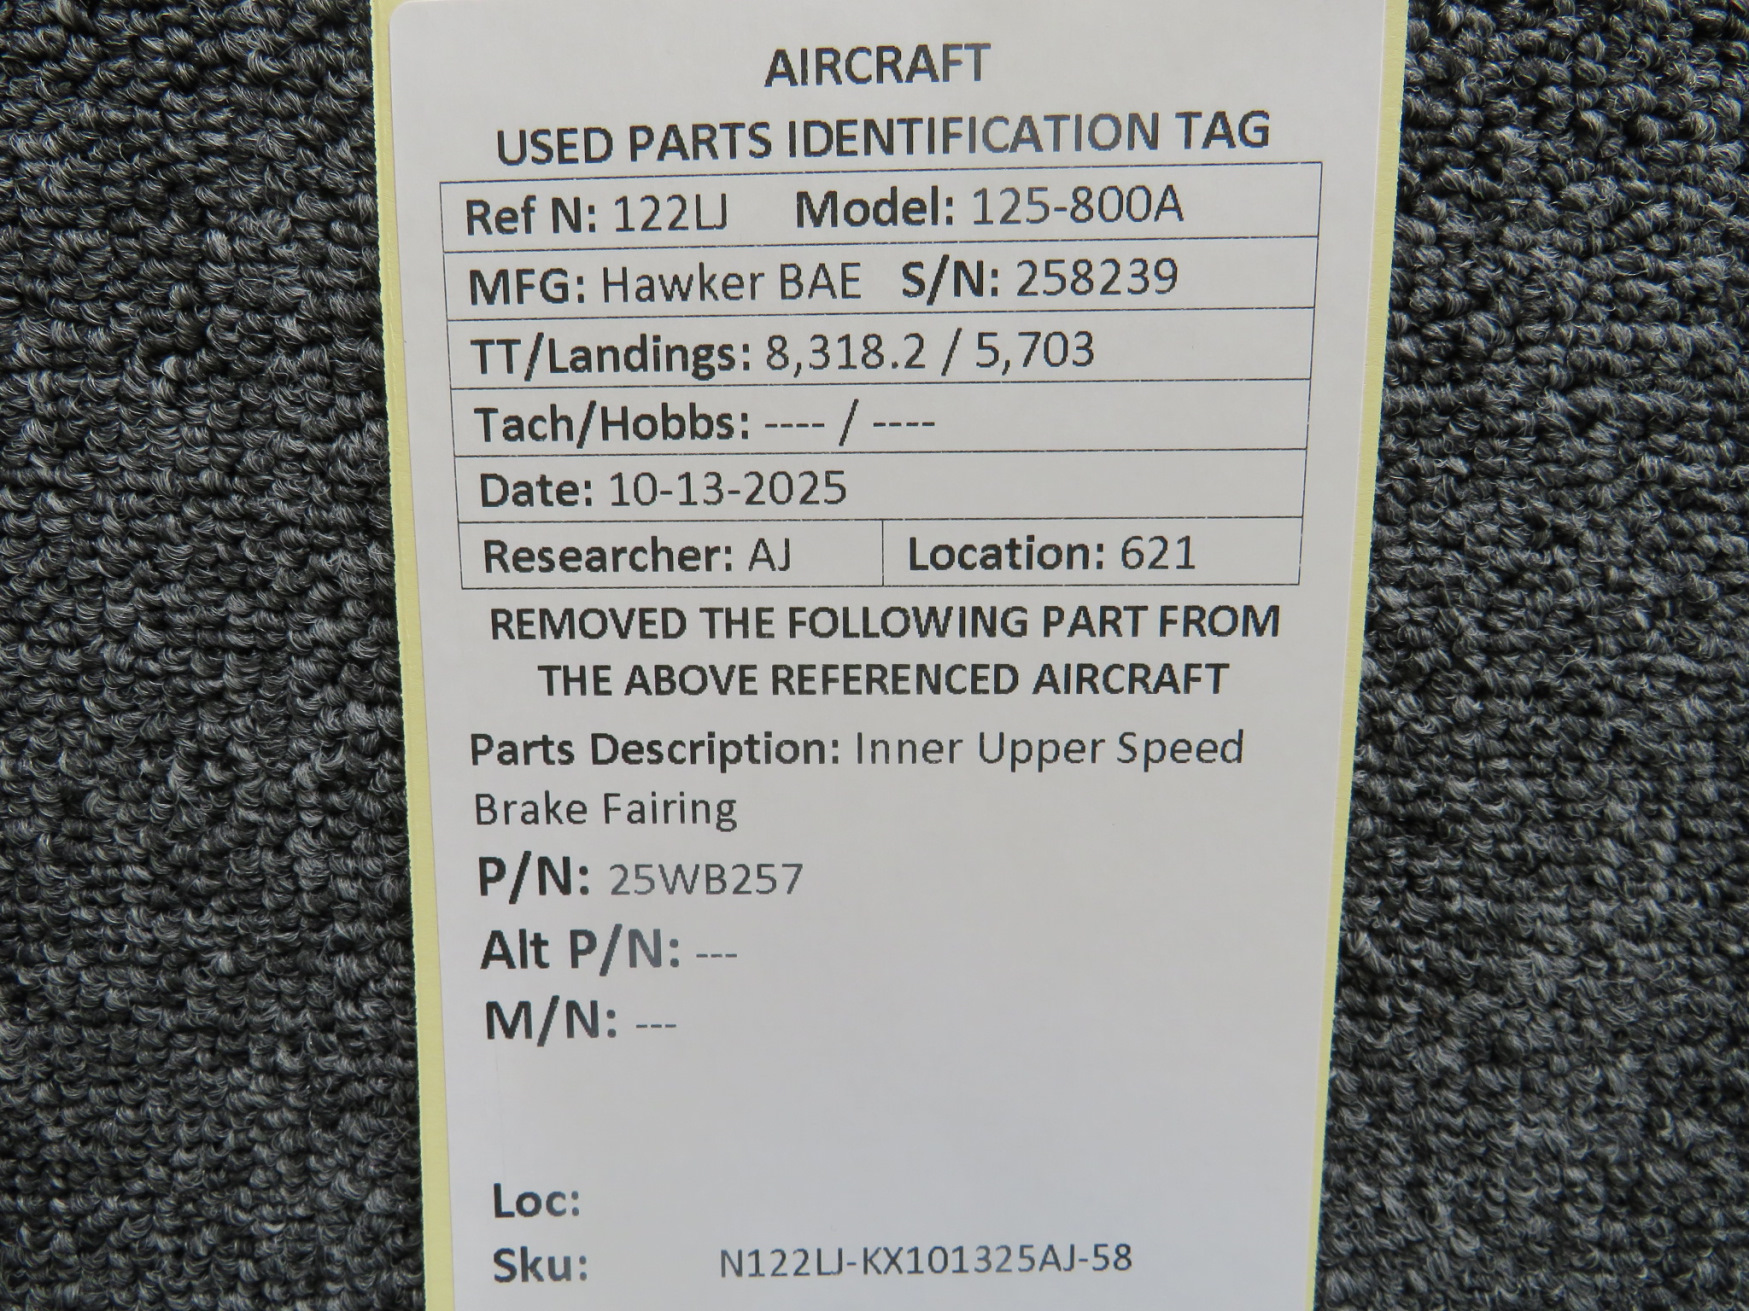 AIRCRAFT
USED PARTS IDENTIFICATION TAG
Ref N: 122LJ Model: 125-800A
MFG: Hawker BAE S/N: 258239
TT/Landings: 8,318.2 / 5,703
Tach/Hobbs: ---- / ----
Date: 10-13-2025
Researcher: AJ Location: 621
REMOVED THE FOLLOWING PART FROM
THE ABOVE REFERENCED AIRCRAFT
Parts Description: Inner Upper Speed
Brake Fairing
P/N: 25WB257
Alt P/N: ---
M/N: ---
Loc:
Sku: N122LJ-KX101325AJ-58